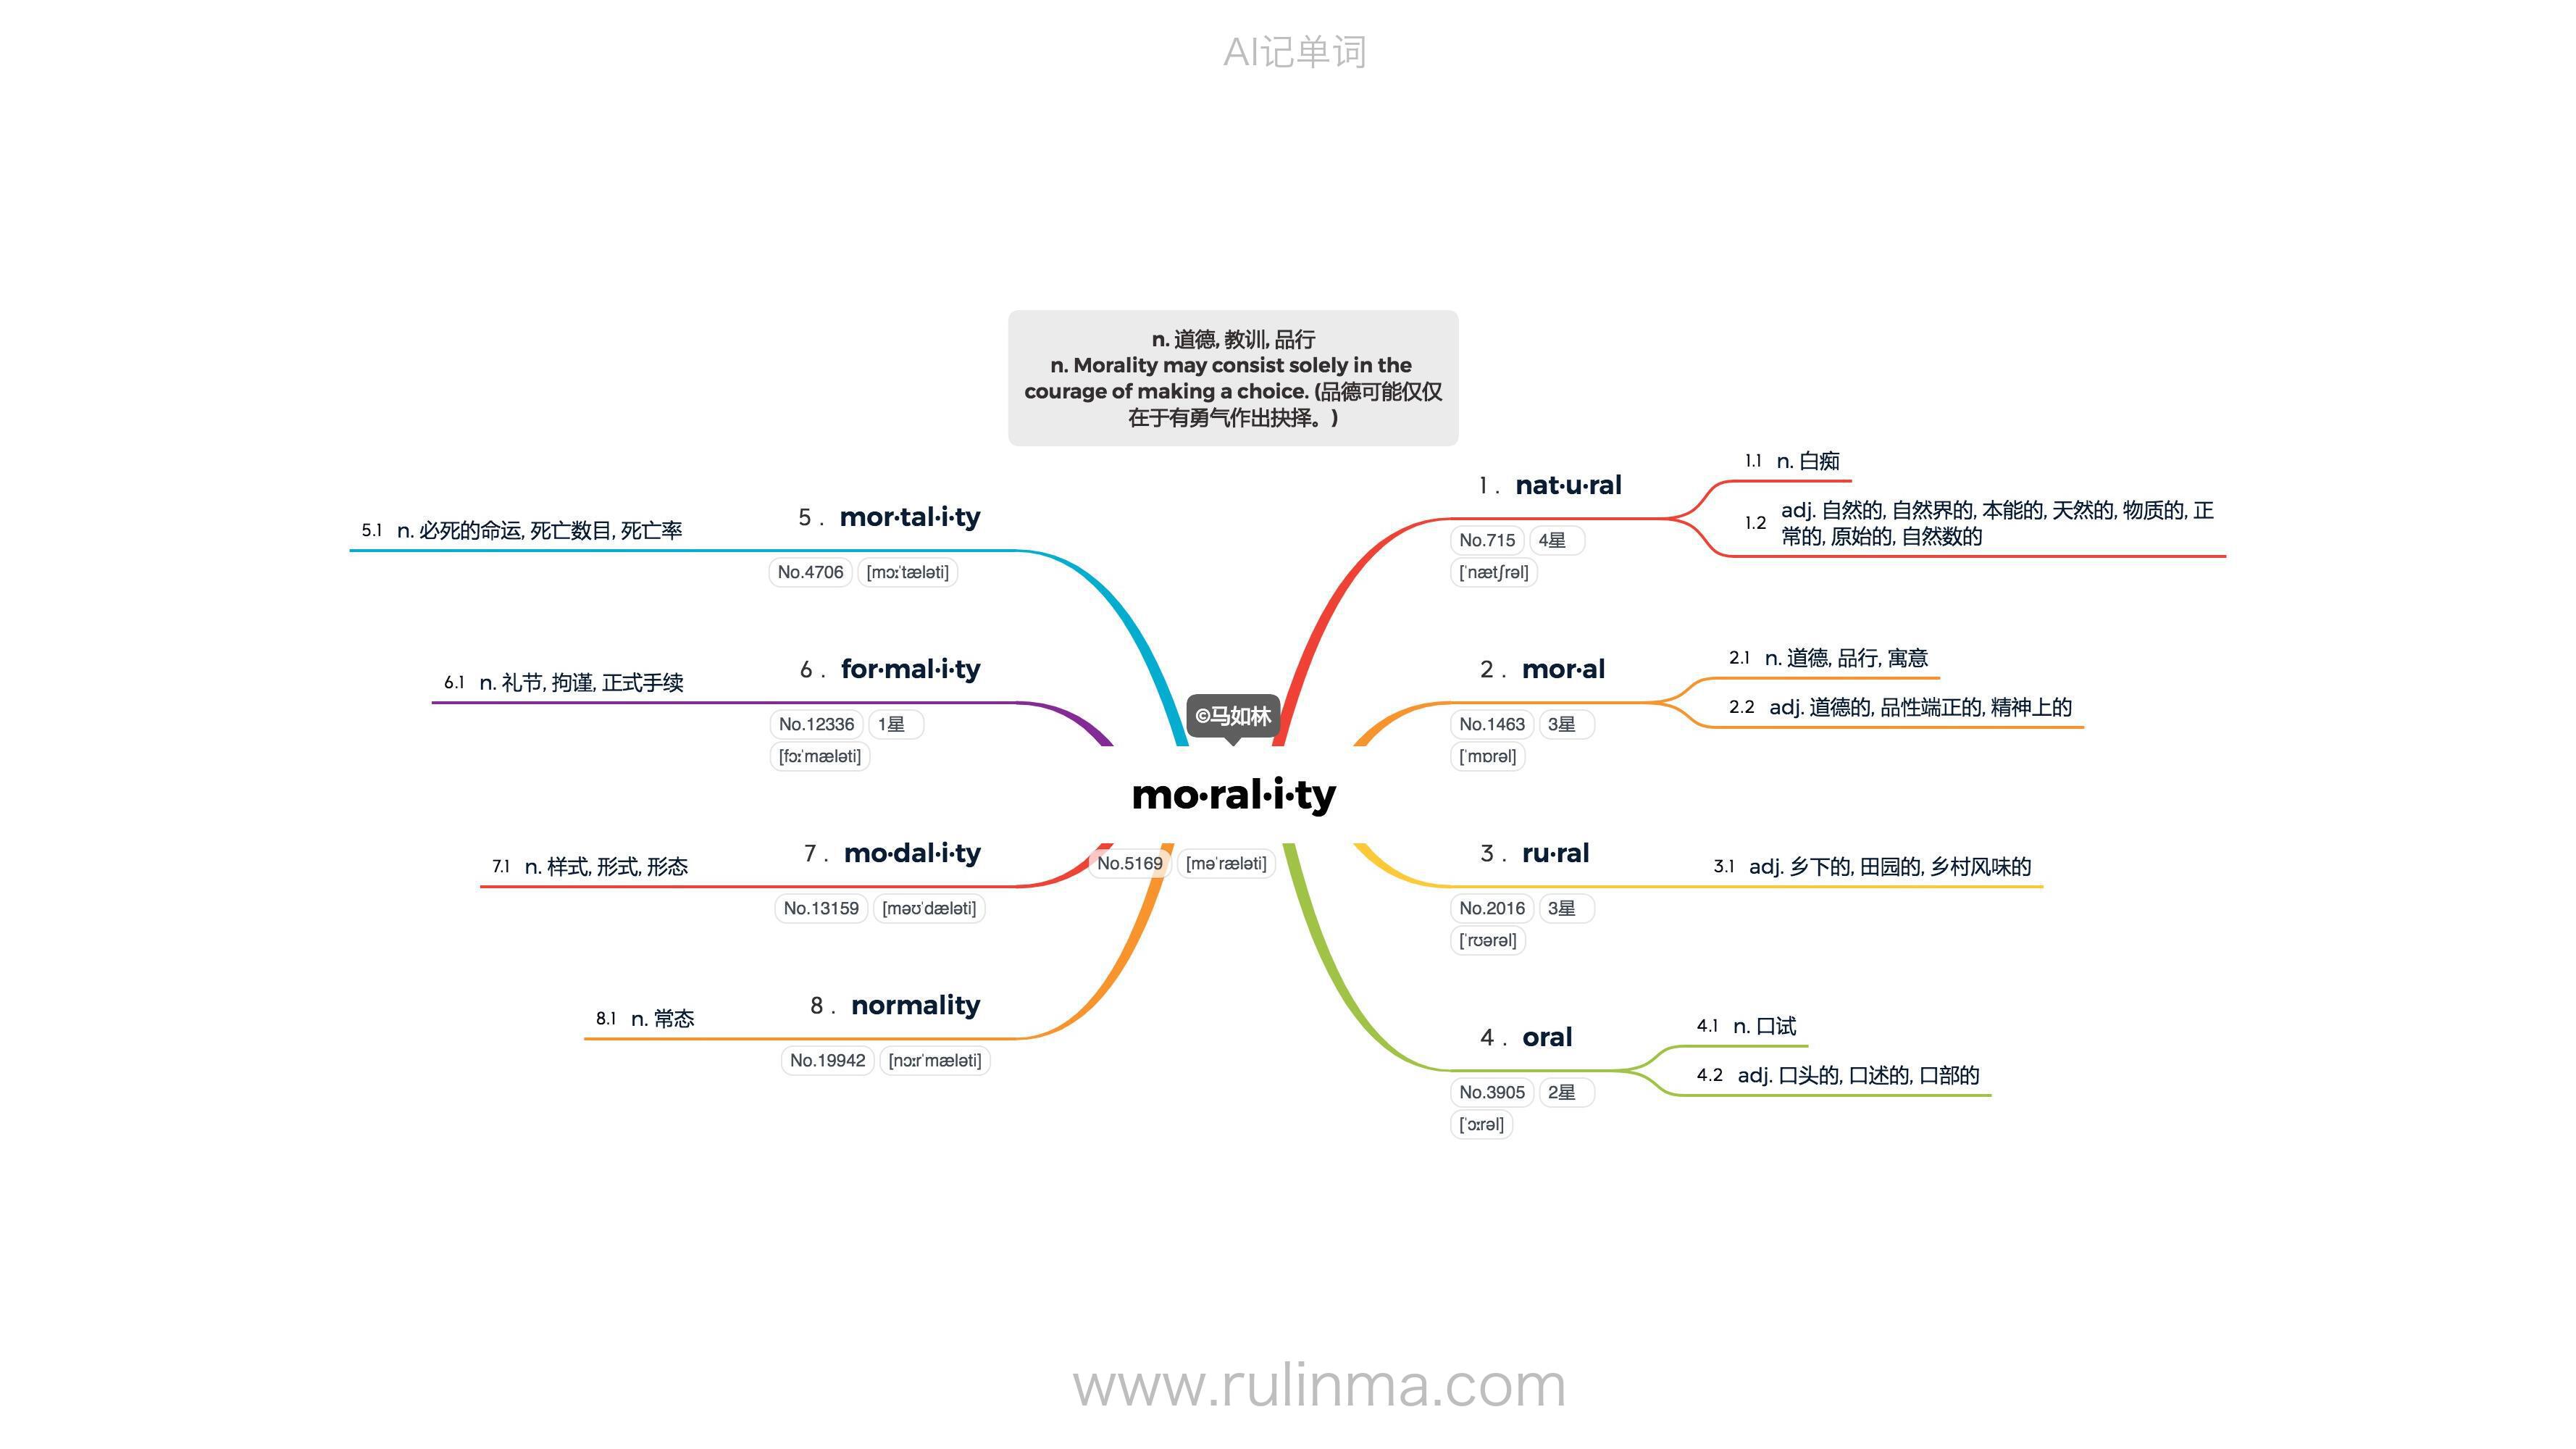 AI记单词
n. 道德, 教训, 品行
n. Morality may consist solely in the
courage of making a choice. (品德可能仅仅
在于有勇气作出抉择。)
©马如林
mo·ral·i·ty
No.5169 [məˈræləti]
1 . nat·u·ral
No.715 4星
[ˈnætʃrəl]
1.1 n. 白痴
1.2 adj. 自然的, 自然界的, 本能的, 天然的, 物质的, 正
常的, 原始的, 自然数的
2 . mor·al
No.1463 3星
[ˈmɒrəl]
2.1 n. 道德, 品行, 寓意
2.2 adj. 道德的, 品性端正的, 精神上的
3 . ru·ral
No.2016 3星
[ˈrʊərəl]
3.1 adj. 乡下的, 田园的, 乡村风味的
4 . oral
No.3905 2星
[ˈɔːrəl]
4.1 n. 口试
4.2 adj. 口头的, 口述的, 口部的
5 . mor·tal·i·ty
No.4706 [mɔːˈtæləti]
5.1 n. 必死的命运, 死亡数目, 死亡率
6 . for·mal·i·ty
No.12336 1星
[fɔːˈmæləti]
6.1 n. 礼节, 拘谨, 正式手续
7 . mo·dal·i·ty
No.13159 [məʊˈdæləti]
7.1 n. 样式, 形式, 形态
8 . normality
No.19942 [nɔːrˈmæləti]
8.1 n. 常态
www.rulinma.com